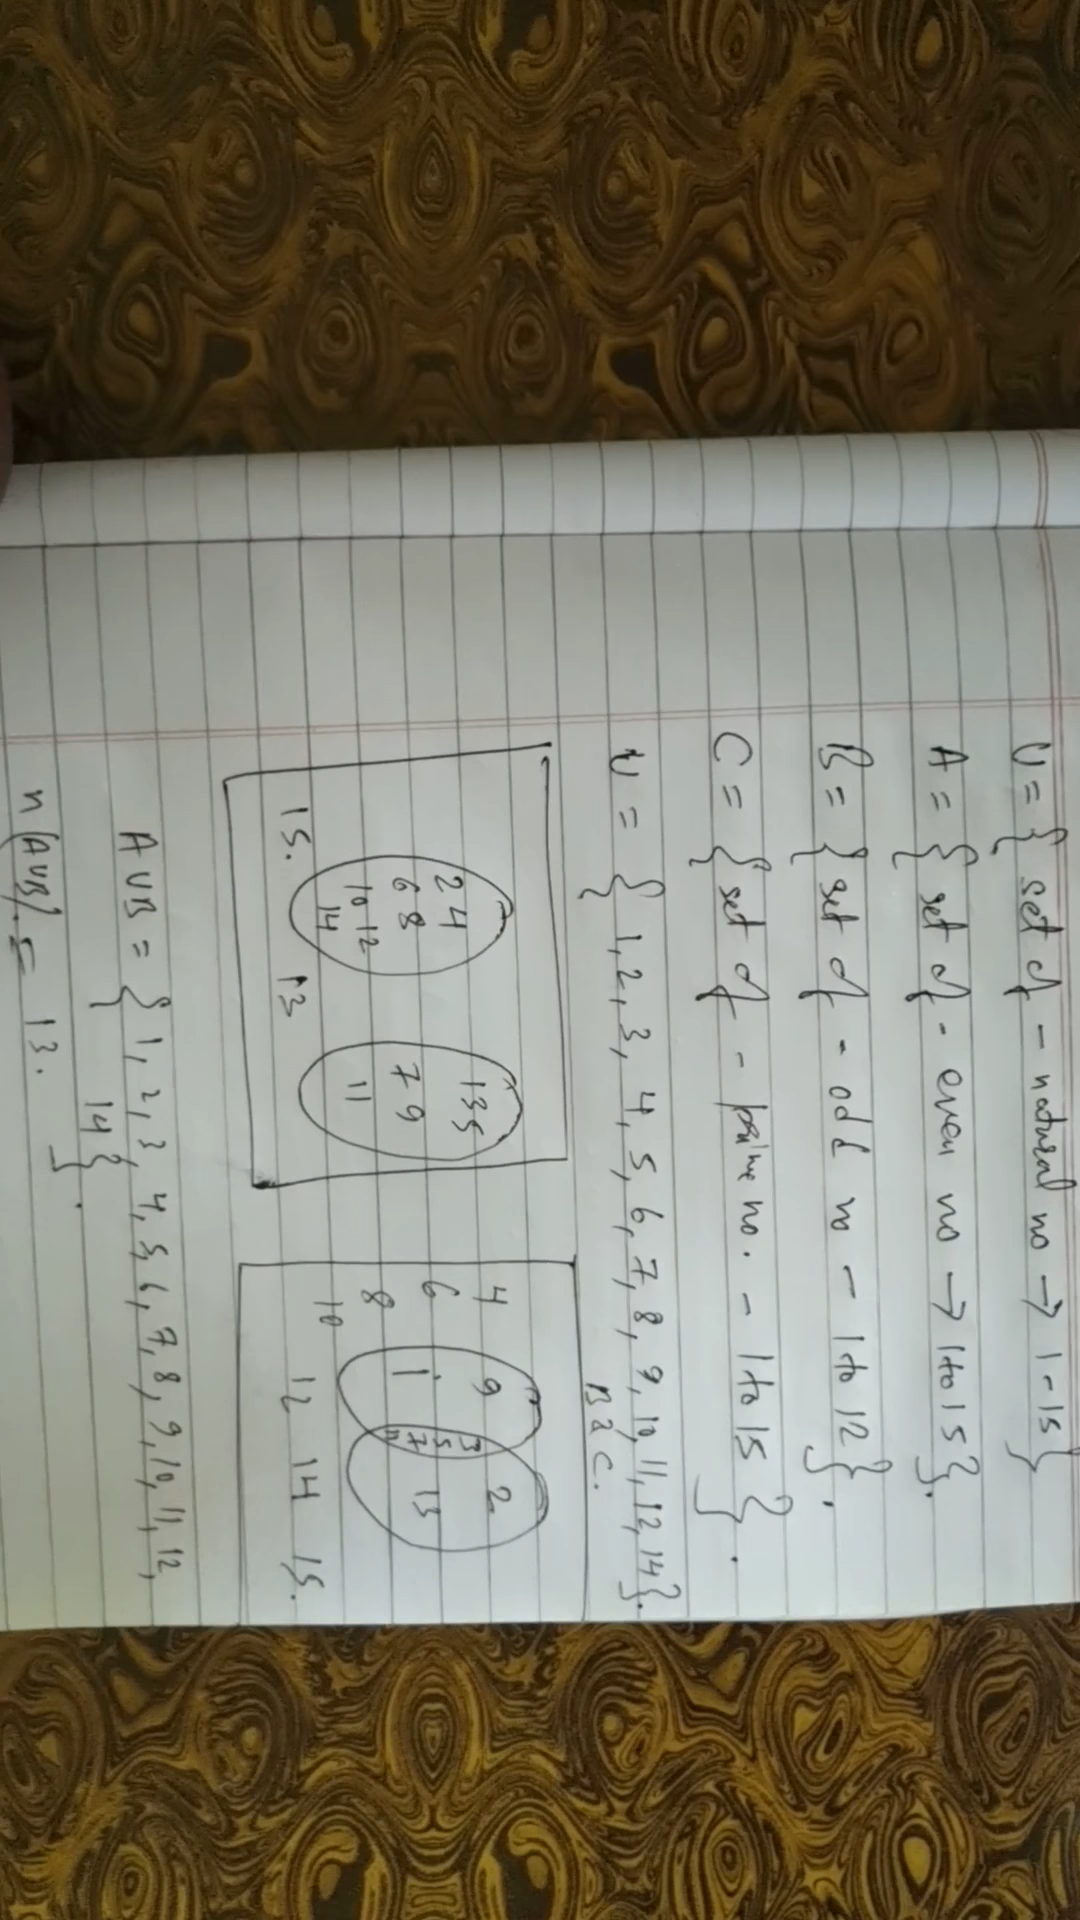 U = { set of - natural no → 1-15}
A = { set of - even no → 1 to 15}.
B = { set of - odd no - 1 to 12}.
C = { set of - prime no. - 1 to 15}.
U = { 1, 2, 3, 4, 5, 6, 7, 8, 9, 10, 11, 12, 14}.
B & C.
2 4
6 8
10 12
14
15.
13
1 3 5
7 9
11
4
6
8
10
12 14 15.
9
1
3
5
7
11
2
13
A ∪ B = { 1, 2, 3, 4, 5, 6, 7, 8, 9, 10, 11, 12,
14}.
n(A∪B). = 13.